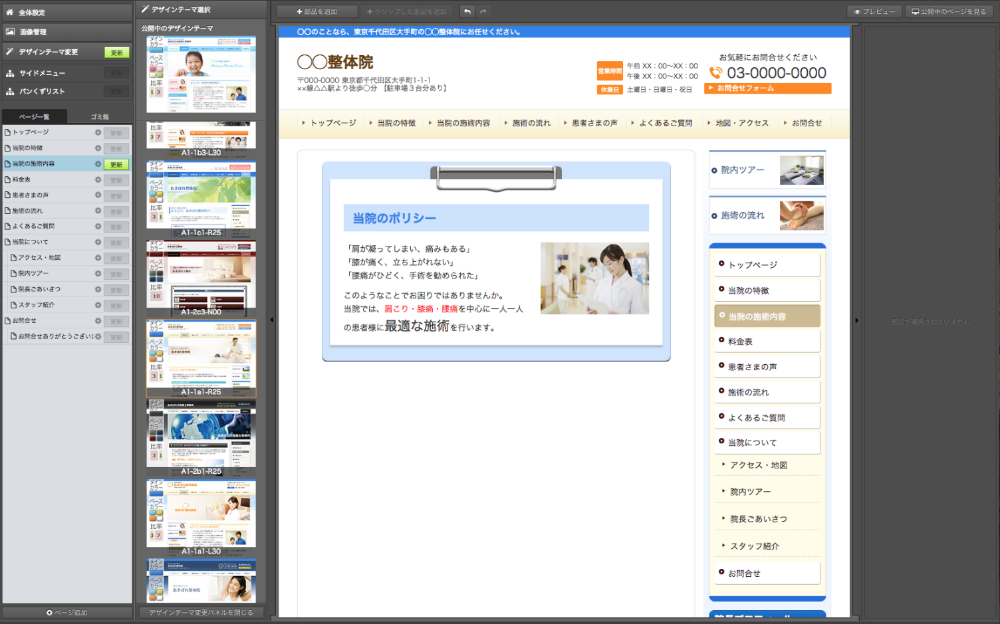 全体設定
画像管理
デザインテーマ変更
更新
サイドメニュー
更新
パンくずリスト
更新
ページ一覧
ゴミ箱
トップページ
更新
当院の特徴
更新
当院の施術内容
更新
料金表
更新
患者さまの声
更新
施術の流れ
更新
よくあるご質問
更新
当院について
更新
アクセス・地図
更新
院内ツアー
更新
院長ごあいさつ
更新
スタッフ紹介
更新
お問合せ
更新
お問合せありがとうござい
更新
ページ追加
デザインテーマ選択
公開中のデザインテーマ
メインカラー
ベースカラー
比率
1 3
比率
3 7
A1-1b3-L30
メインカラー
ベースカラー
比率
3 1
あきばれ整体院
A1-1c1-R25
メインカラー
ベースカラー
比率
10
A1-2c3-N00
メインカラー
ベースカラー
比率
3 1
A1-1a1-R25
メインカラー
ベースカラー
比率
3 1
A1-2b1-R25
メインカラー
ベースカラー
比率
3 7
A1-1a1-L30
メインカラー
ベースカラー
あきばれ整体院
デザインテーマ変更パネルを閉じる
部品を追加
クリップした部品を追加
プレビュー
公開中のページを見る
〇〇のことなら、東京千代田区大手町の〇〇整体院にお任せください。
〇〇整体院
〒000-0000 東京都千代田区大手町1-1-1
××線△△駅より徒歩〇分 【駐車場３台分あり】
営業時間
午前 XX：00〜XX：00
午後 XX：00〜XX：00
休業日
土曜日・日曜日・祝日
お気軽にお問合せください
03-0000-0000
お問合せフォーム
トップページ
当院の特徴
当院の施術内容
施術の流れ
患者さまの声
よくあるご質問
地図・アクセス
お問合せ
当院のポリシー
「肩が凝ってしまい、痛みもある」
「膝が痛く、立ち上がれない」
「腰痛がひどく、手術を勧められた」
このようなことでお困りではありませんか。
当院では、肩こり・膝痛・腰痛を中心に一人一人
の患者様に最適な施術を行います。
院内ツアー
施術の流れ
トップページ
当院の特徴
当院の施術内容
料金表
患者さまの声
施術の流れ
よくあるご質問
当院について
アクセス・地図
院内ツアー
院長ごあいさつ
スタッフ紹介
お問合せ
部品が選択されていません